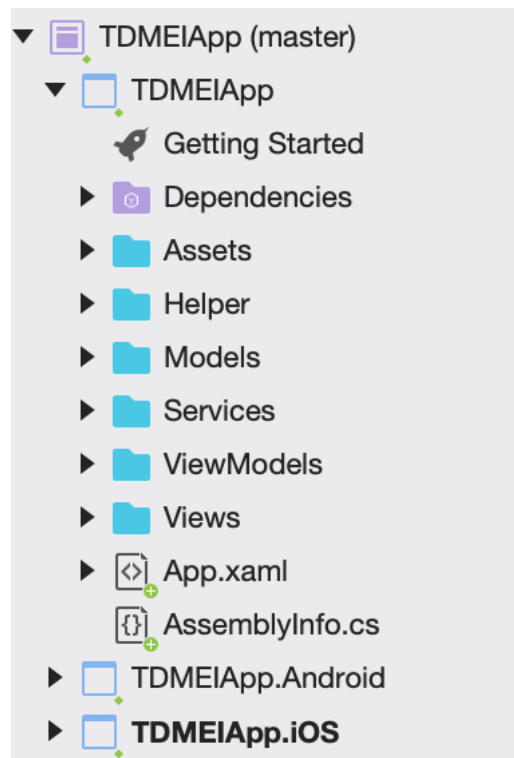 TDMEIApp (master)
TDMEIApp
Getting Started
Dependencies
Assets
Helper
Models
Services
ViewModels
Views
App.xaml
AssemblyInfo.cs
TDMEIApp.Android
TDMEIApp.iOS